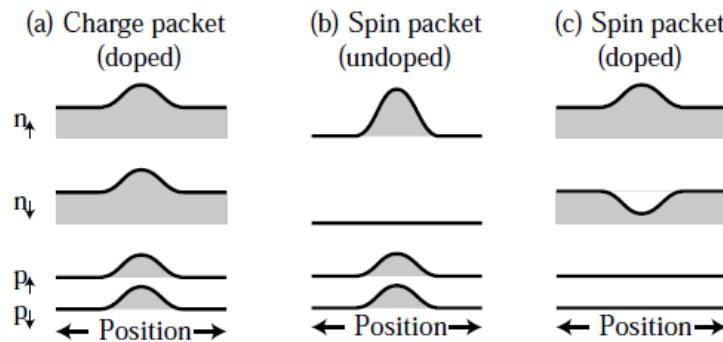 (a) Charge packet (b) Spin packet (c) Spin packet
(doped) (undoped) (doped)
n↑
n↓
p↑
p↓
Position Position Position